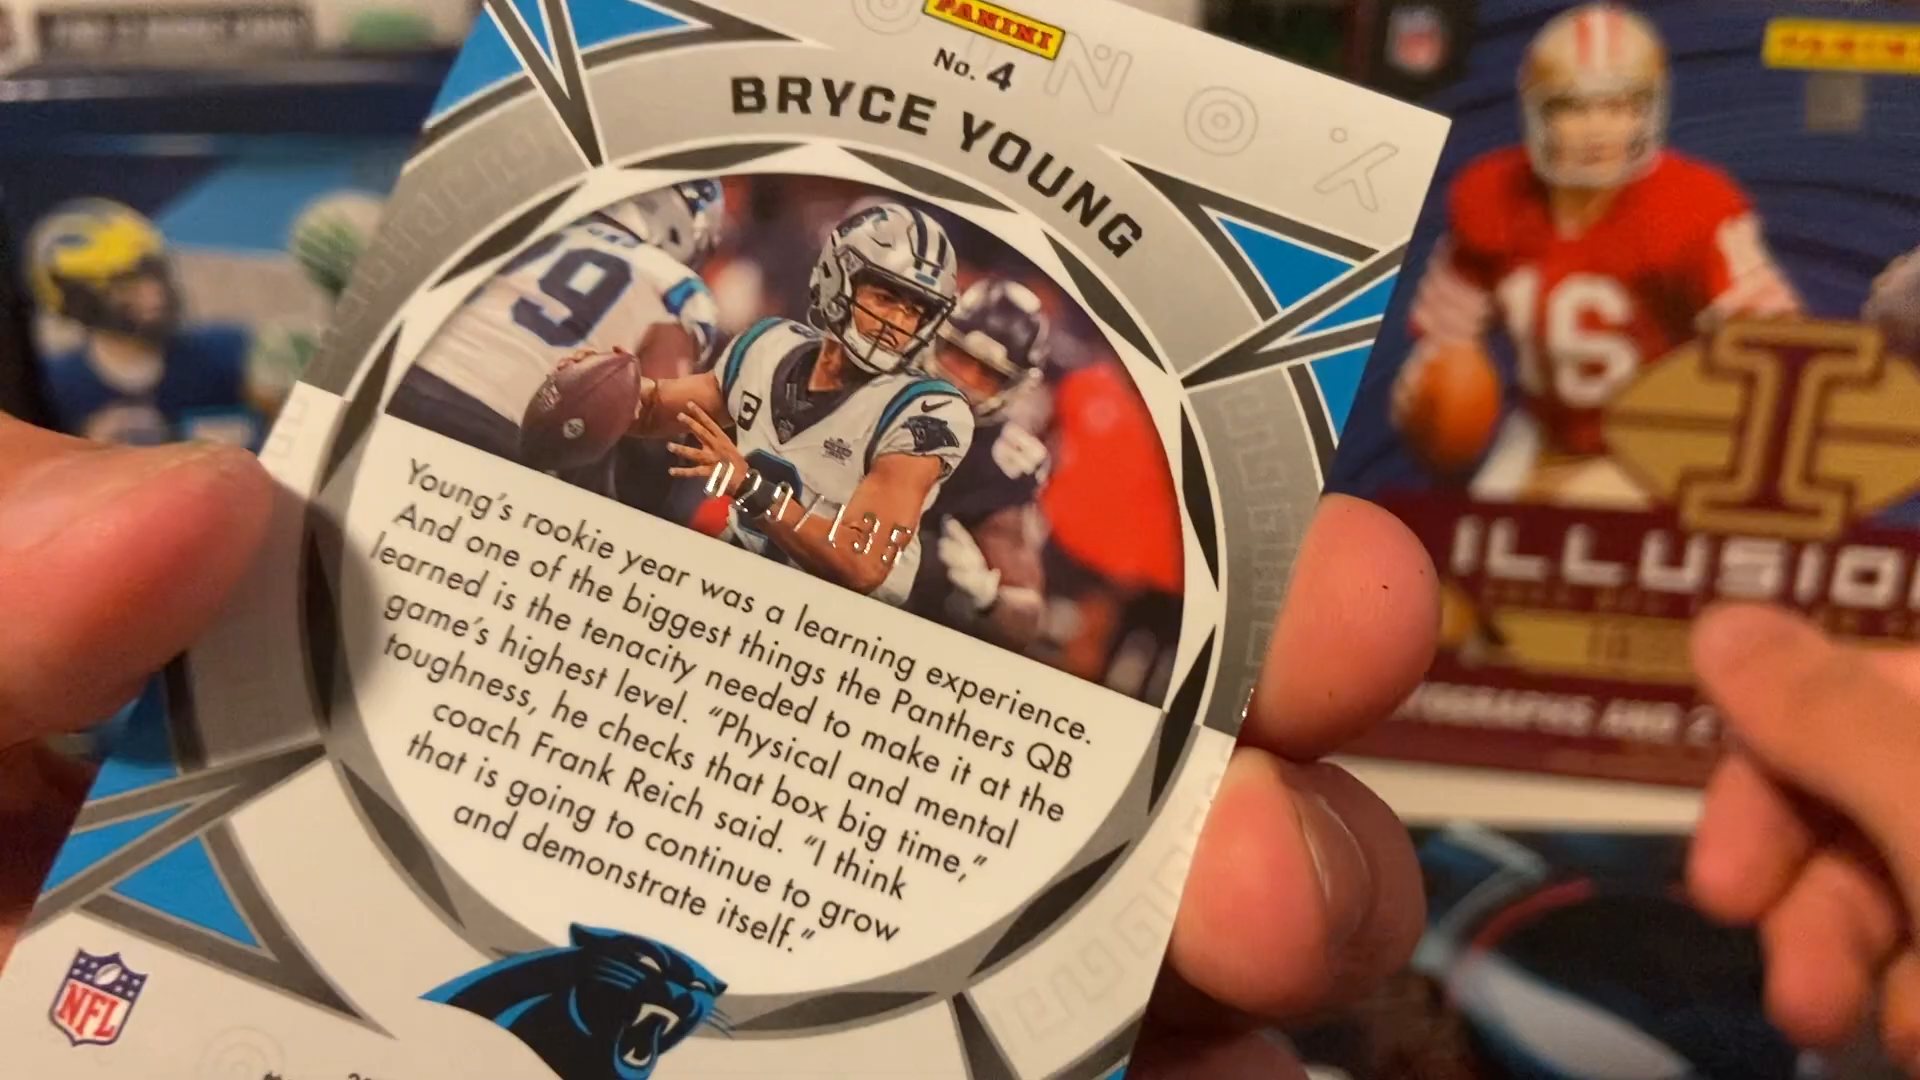 PANINI
No. 4
BRYCE YOUNG
9
Young's rookie year was a learning experience.
And one of the biggest things the Panthers QB
learned is the tenacity needed to make it at the
game's highest level. "Physical and mental
toughness, he checks that box big time,"
coach Frank Reich said. "I think
that is going to continue to grow
and demonstrate itself."
NFL
16
I
ILLUSIO